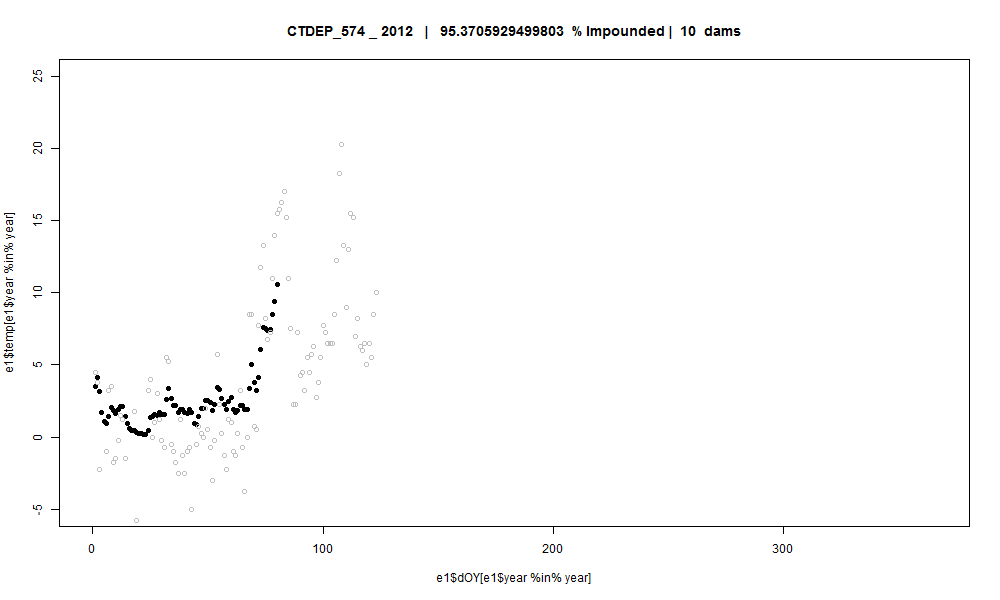 CTDEP_574 _ 2012 | 95.3705929499803 % Impounded | 10 dams
25
20
15
10
5
0
-5
e1$temp[e1$year %in% year]
0 100 200 300
e1$dOY[e1$year %in% year]